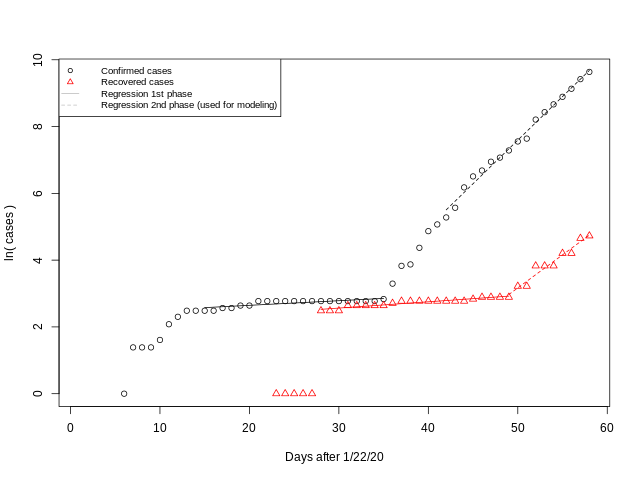 Confirmed cases
Recovered cases
Regression 1st phase
Regression 2nd phase (used for modeling)
ln( cases )
10
8
6
4
2
0
0 10 20 30 40 50 60
Days after 1/22/20